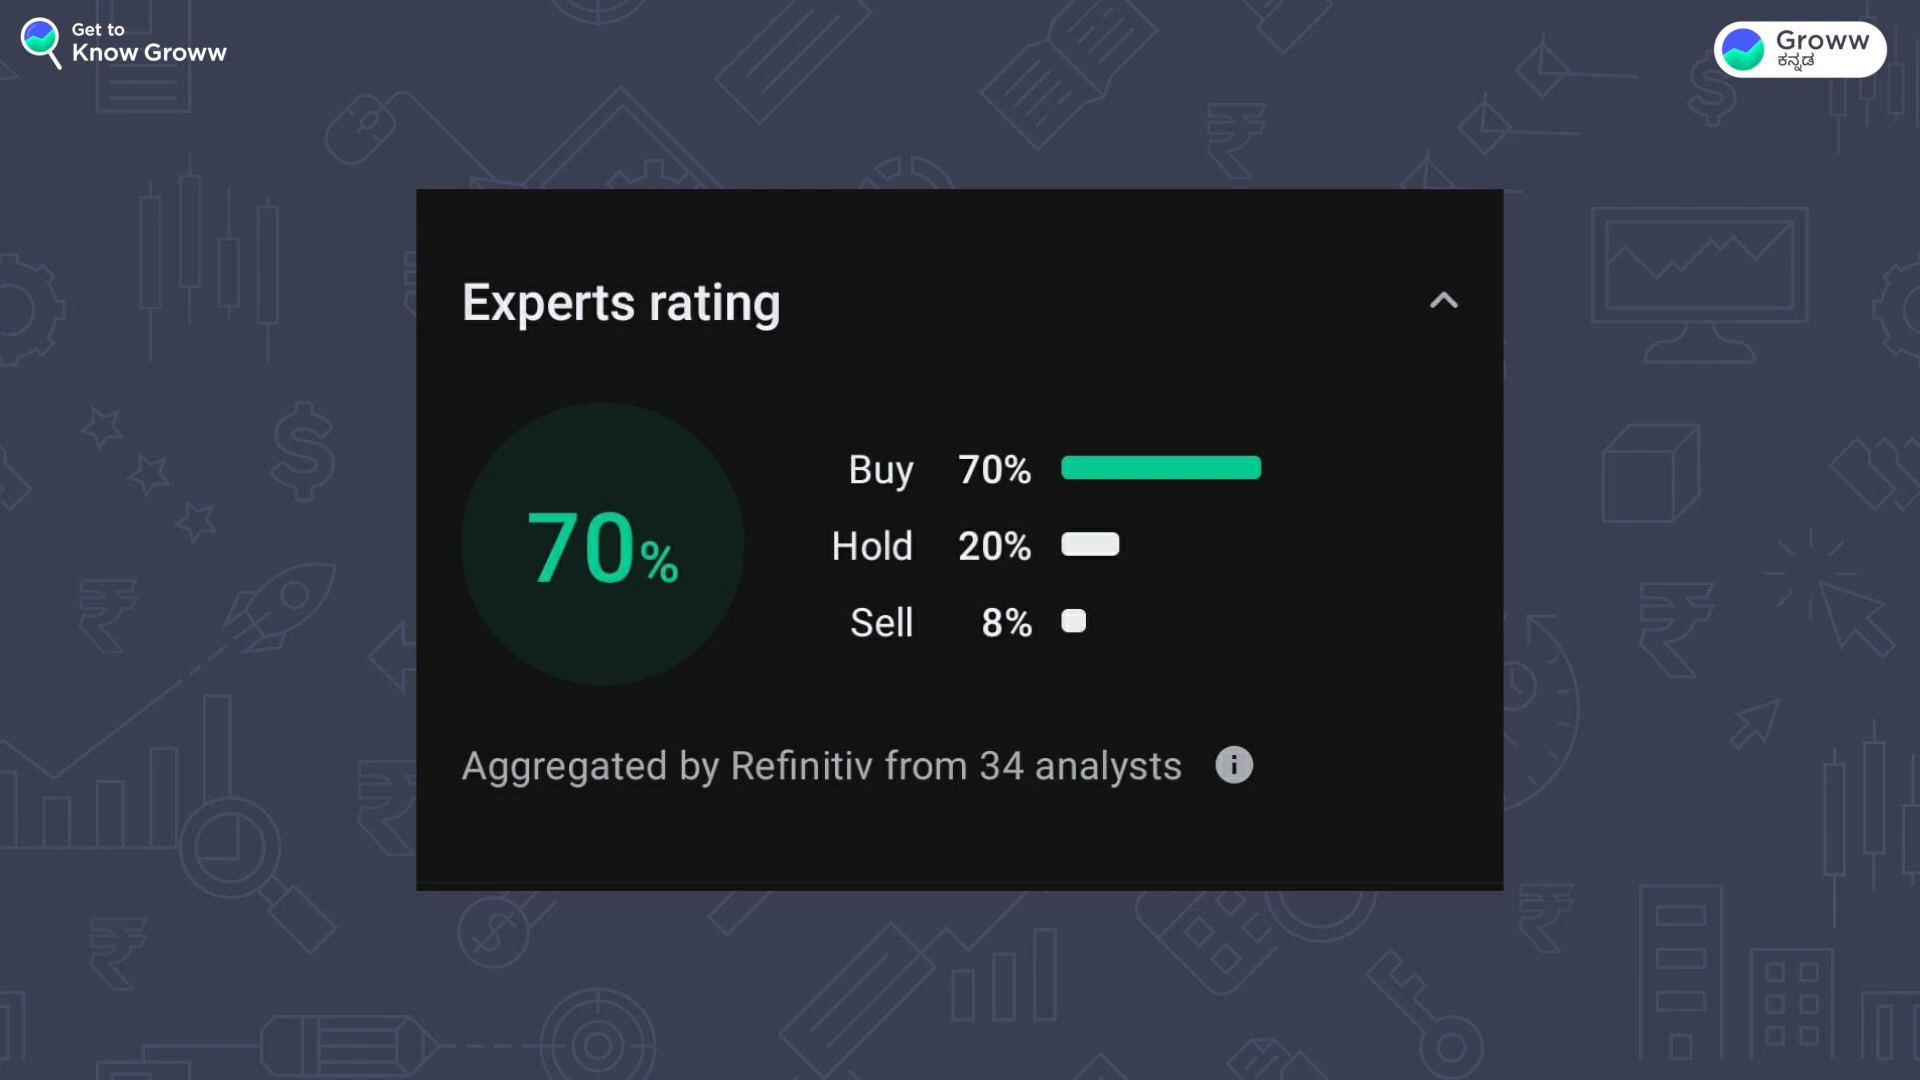 Get to
Know Groww
Groww
ಕನ್ನಡ
Experts rating
70%
Buy 70%
Hold 20%
Sell 8%
Aggregated by Refinitiv from 34 analysts